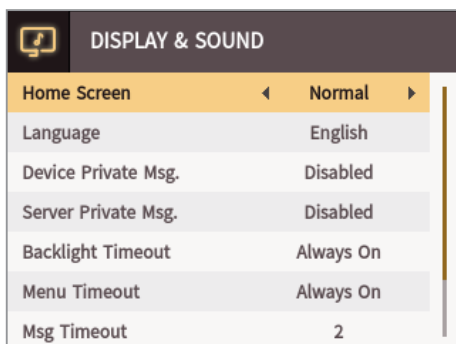 DISPLAY & SOUND
Home Screen Normal
Language English
Device Private Msg. Disabled
Server Private Msg. Disabled
Backlight Timeout Always On
Menu Timeout Always On
Msg Timeout 2